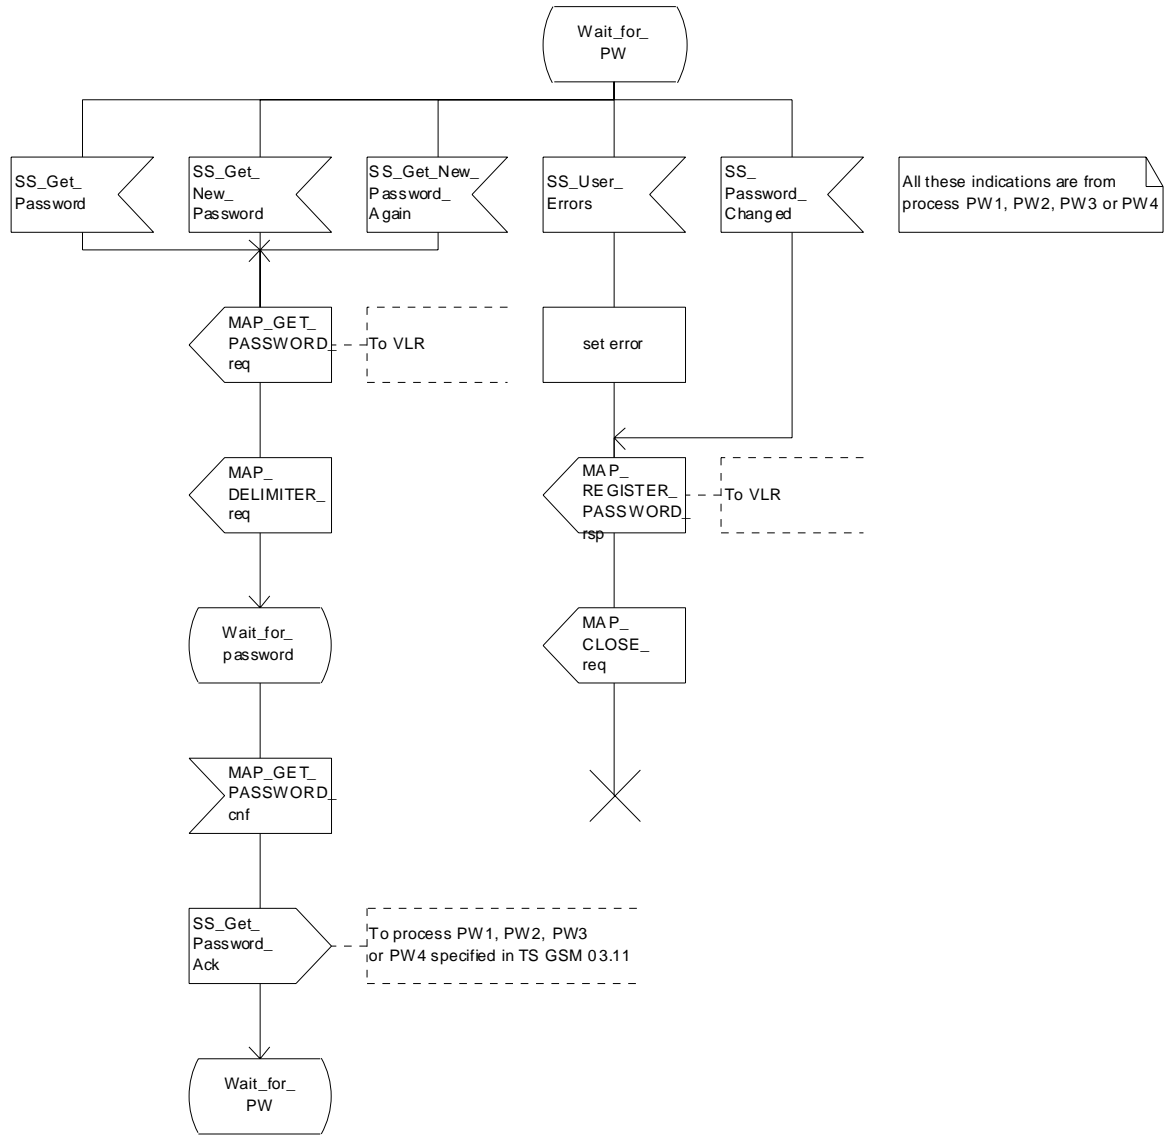 Wait_for_
PW
SS_Get_
Password
SS_Get_
New_
Password
SS_Get_New_
Password_
Again
SS_User_
Errors
SS_
Password_
Changed
All these indications are from
process PW1, PW2, PW3 or PW4
MAP_GET_
PASSWORD_
req
To VLR
set error
MAP_
DELIMITER_
req
MAP_
REGISTER_
PASSWORD_
rsp
To VLR
Wait_for_
password
MAP_
CLOSE_
req
MAP_GET_
PASSWORD_
cnf
SS_Get_
Password_
Ack
To process PW1, PW2, PW3
or PW4 specified in TS GSM 03.11
Wait_for_
PW